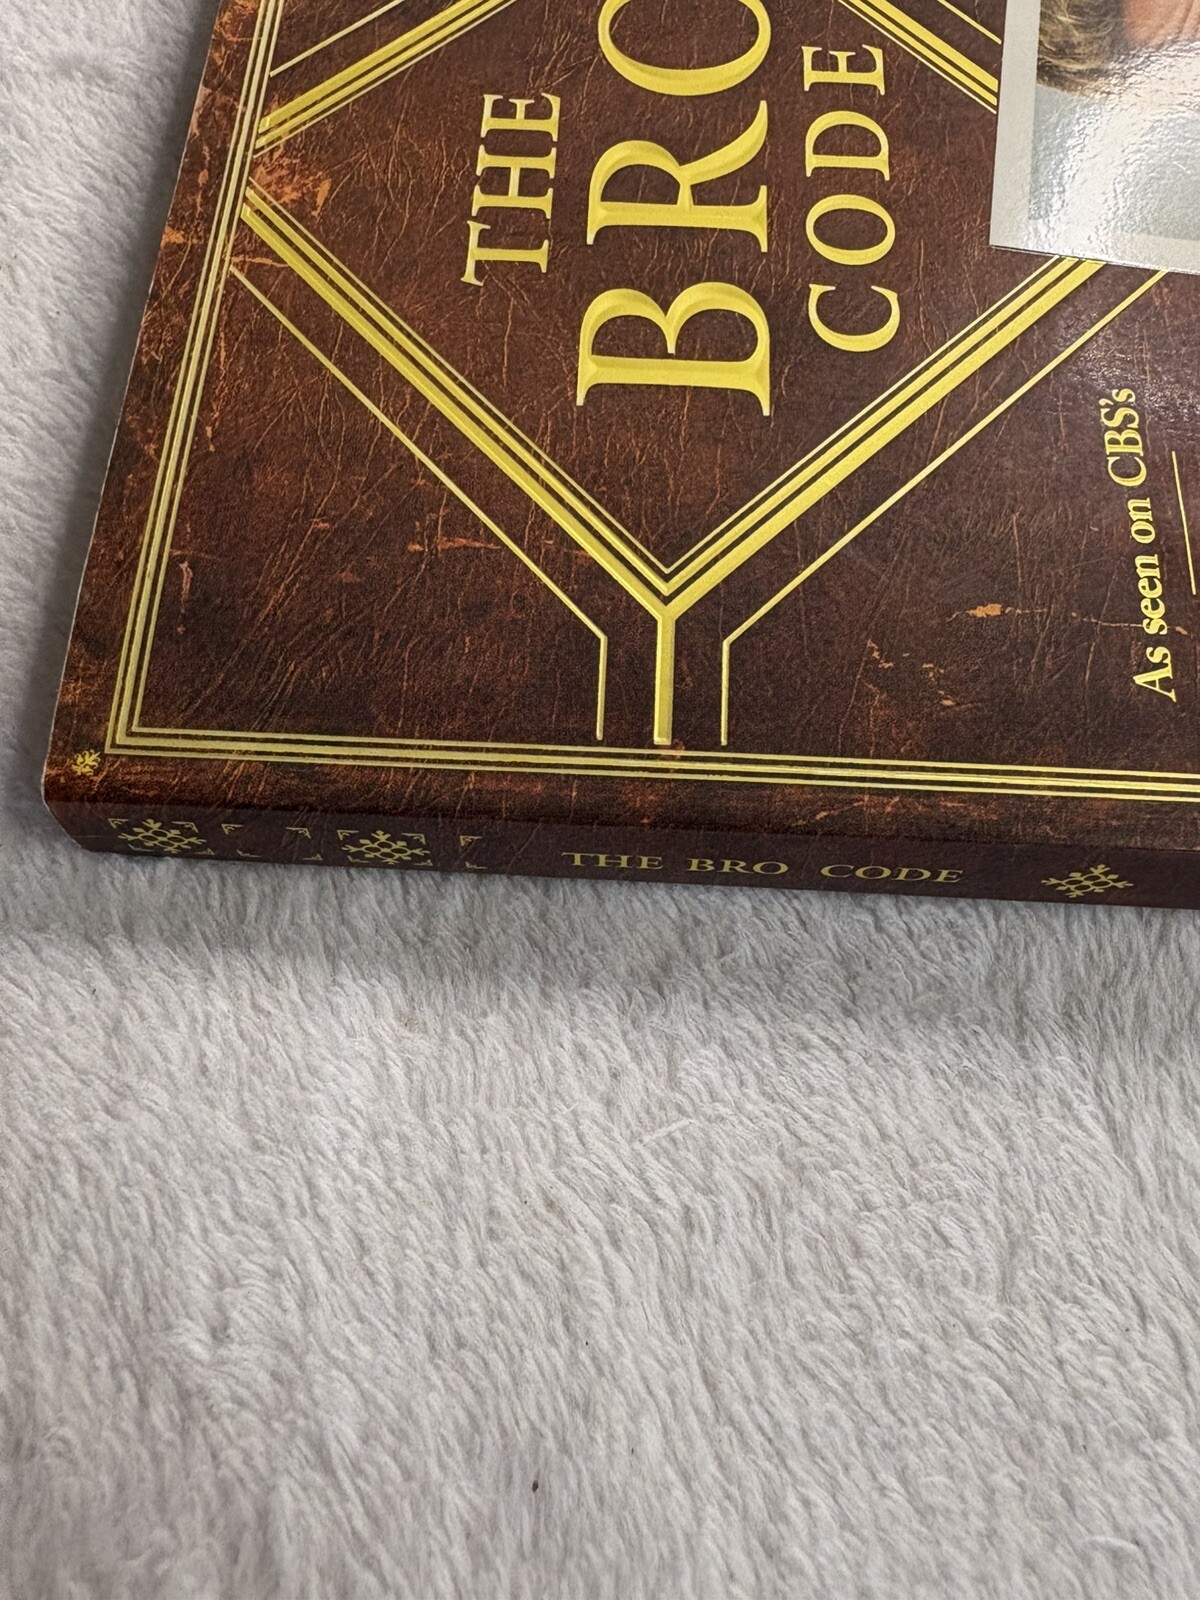 THE
BRO
CODE
As seen on CBS's
THE BRO CODE